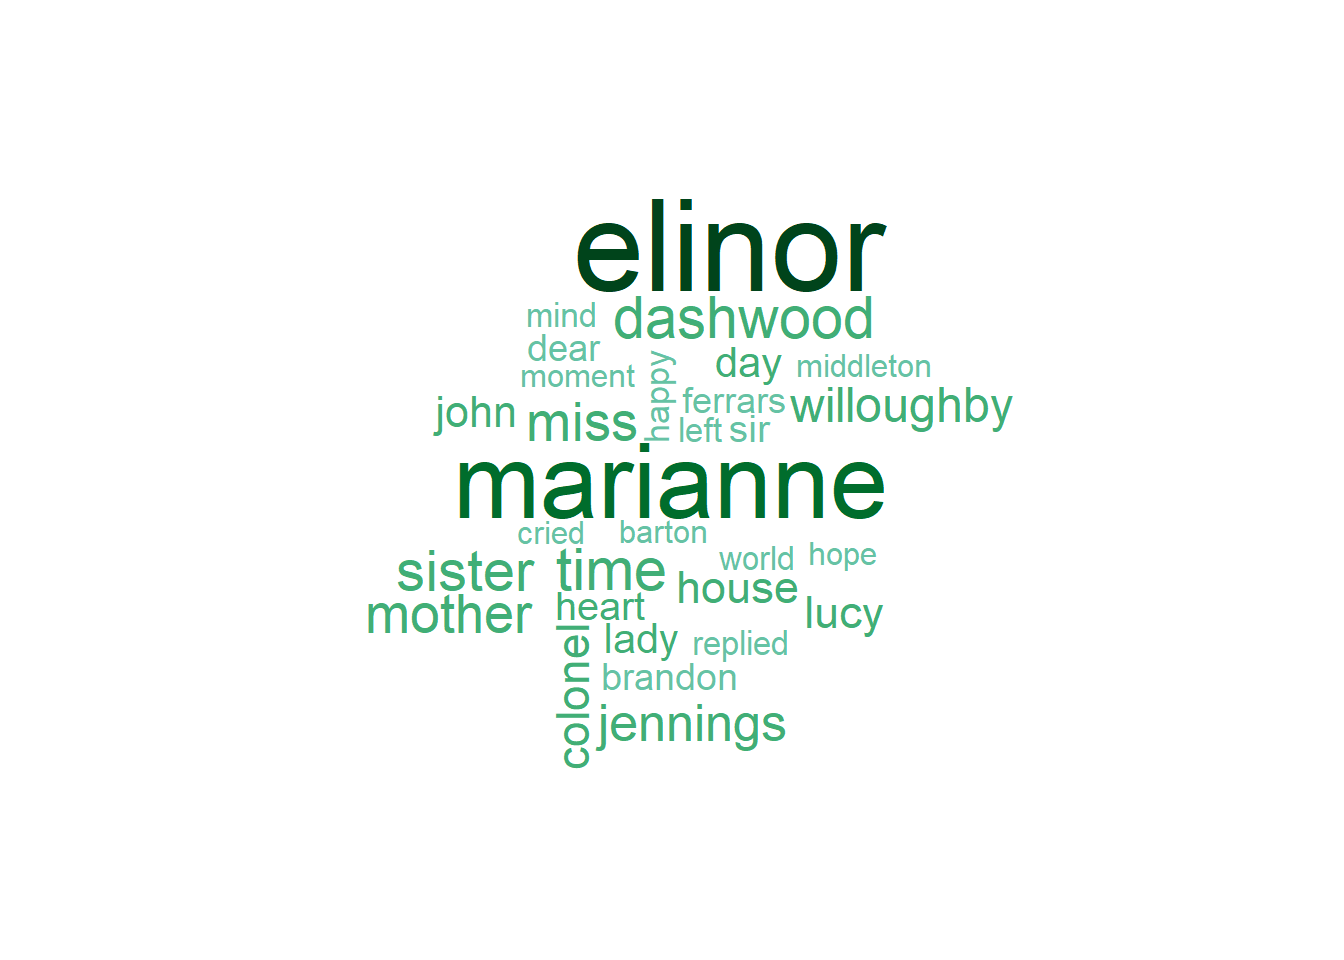 elinor
mind dashwood
dear
moment happy day middleton
john miss ferrars willoughby
left sir
marianne
cried barton
sister time world hope
mother heart house lucy
colonel lady replied
brandon
jennings